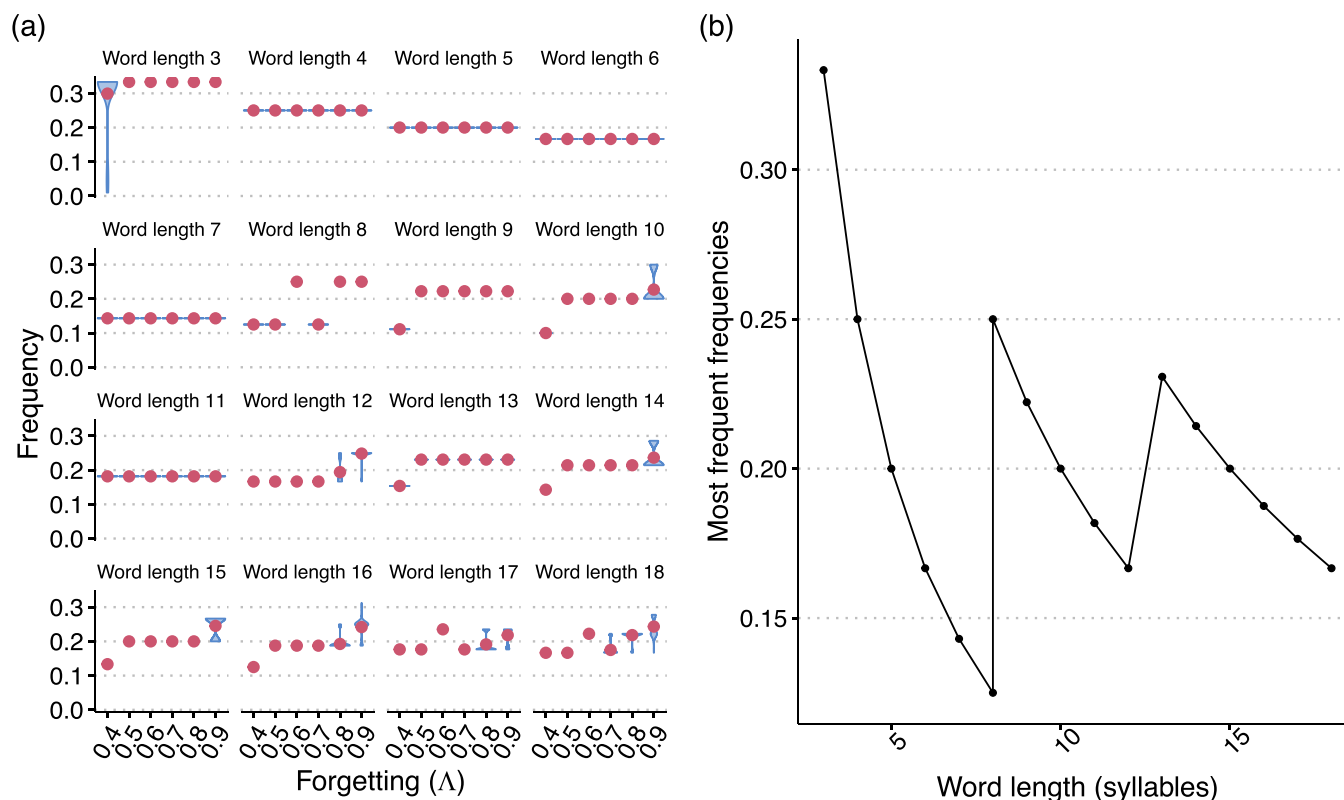 (a)
Word length 3 Word length 4 Word length 5 Word length 6
0.3
0.2
0.1
0.0
Word length 7 Word length 8 Word length 9 Word length 10
0.3
0.2
0.1
0.0
Word length 11 Word length 12 Word length 13 Word length 14
0.3
0.2
0.1
0.0
Word length 15 Word length 16 Word length 17 Word length 18
0.3
0.2
0.1
0.0
Frequency
0.4 0.5 0.6 0.7 0.8 0.9 0.4 0.5 0.6 0.7 0.8 0.9 0.4 0.5 0.6 0.7 0.8 0.9 0.4 0.5 0.6 0.7 0.8 0.9
Forgetting (Λ)
(b)
Most frequent frequencies
0.30
0.25
0.20
0.15
5 10 15
Word length (syllables)